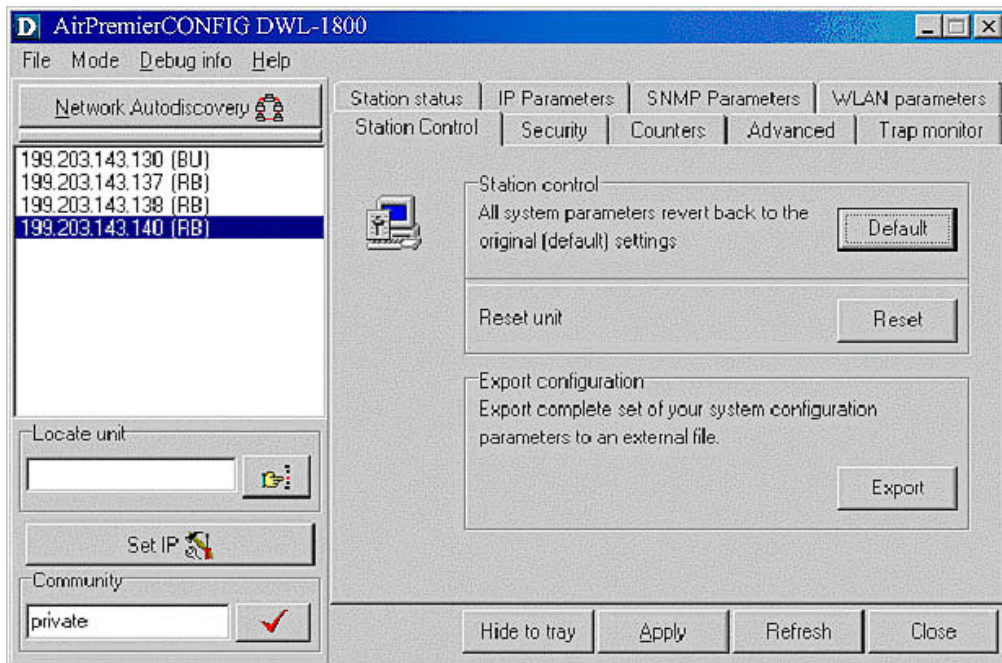 D AirPremierCONFIG DWL-1800
File Mode Debug info Help
Network Autodiscovery
199.203.143.130 (BU)
199.203.143.137 (RB)
199.203.143.138 (RB)
199.203.143.140 (RB)
Locate unit
Set IP
Community
private
Station status IP Parameters SNMP Parameters WLAN parameters
Station Control Security Counters Advanced Trap monitor
Station control
All system parameters revert back to the
original (default) settings
Default
Reset unit
Reset
Export configuration
Export complete set of your system configuration
parameters to an external file.
Export
Hide to tray Apply Refresh Close